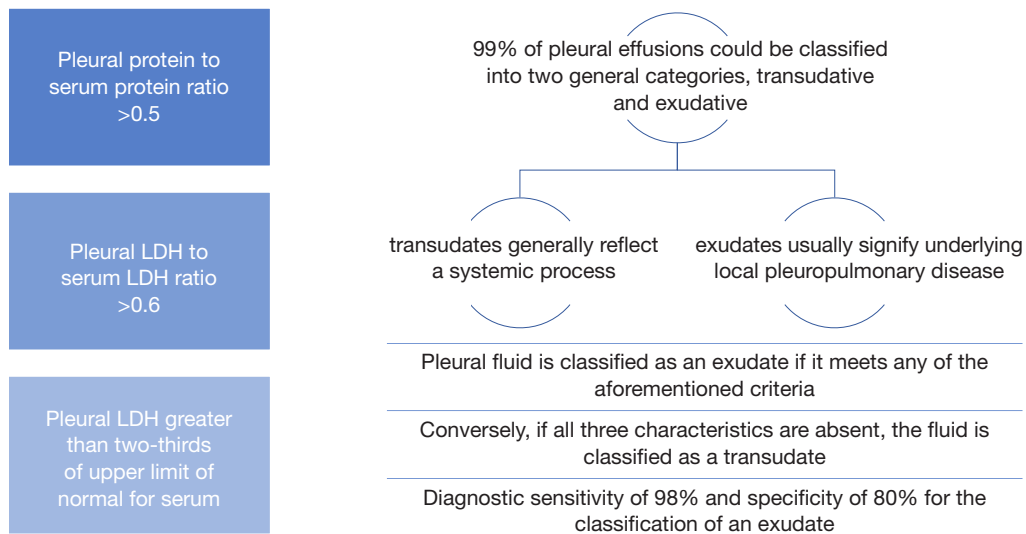 Pleural protein to
serum protein ratio
>0.5
Pleural LDH to
serum LDH ratio
>0.6
Pleural LDH greater
than two-thirds
of upper limit of
normal for serum
99% of pleural effusions could be classified
into two general categories, transudative
and exudative
transudates generally reflect
a systemic process
exudates usually signify underlying
local pleuropulmonary disease
Pleural fluid is classified as an exudate if it meets any of the
aforementioned criteria
Conversely, if all three characteristics are absent, the fluid is
classified as a transudate
Diagnostic sensitivity of 98% and specificity of 80% for the
classification of an exudate